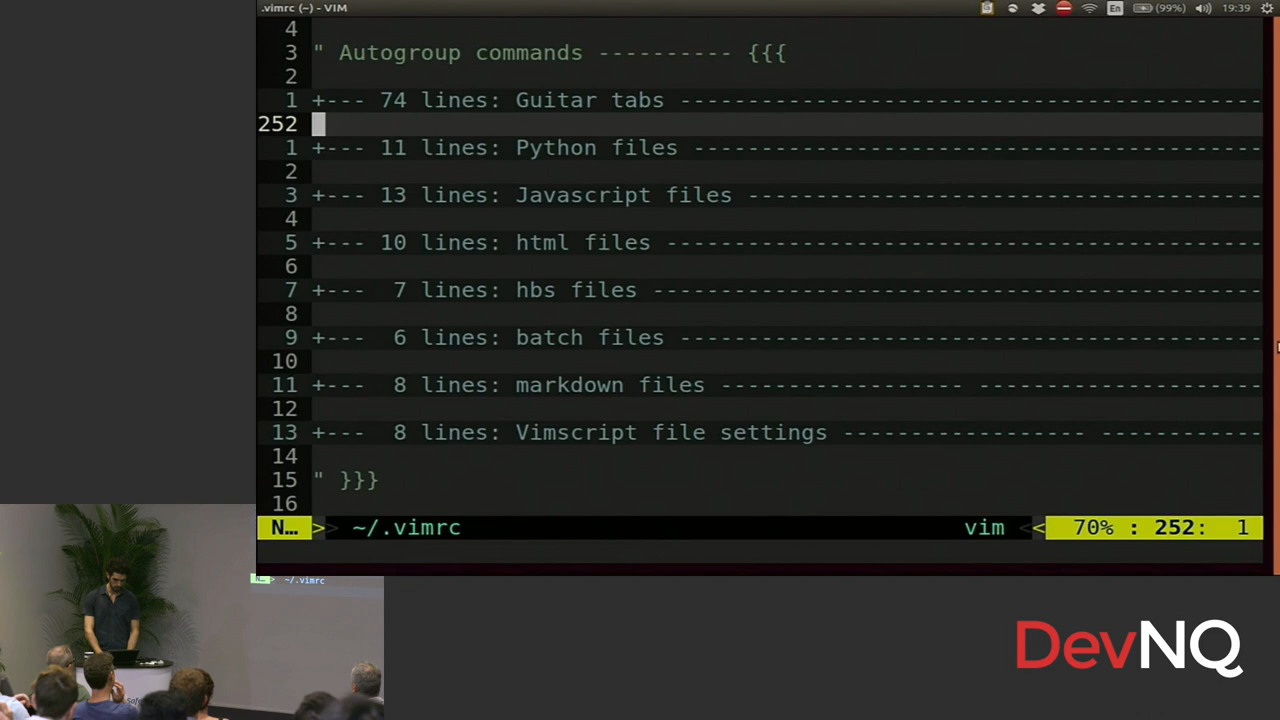 .vimrc (~) - VIM En (99%) 19:39
4
3 " Autogroup commands ---------- {{{
2
1 +--- 74 lines: Guitar tabs -------------------------------------------
252
1 +--- 11 lines: Python files ------------------------------------------
2
3 +--- 13 lines: Javascript files --------------------------------------
4
5 +--- 10 lines: html files --------------------------------------------
6
7 +---  7 lines: hbs files ---------------------------------------------
8
9 +---  6 lines: batch files -------------------------------------------
10
11 +---  8 lines: markdown files ------------------ ---------------------
12
13 +---  8 lines: Vimscript file settings ------------------ ------------
14
15 " }}}
16
N... >> ~/.vimrc vim << 70% : 252: 1
~/.vimrc
DevNQ